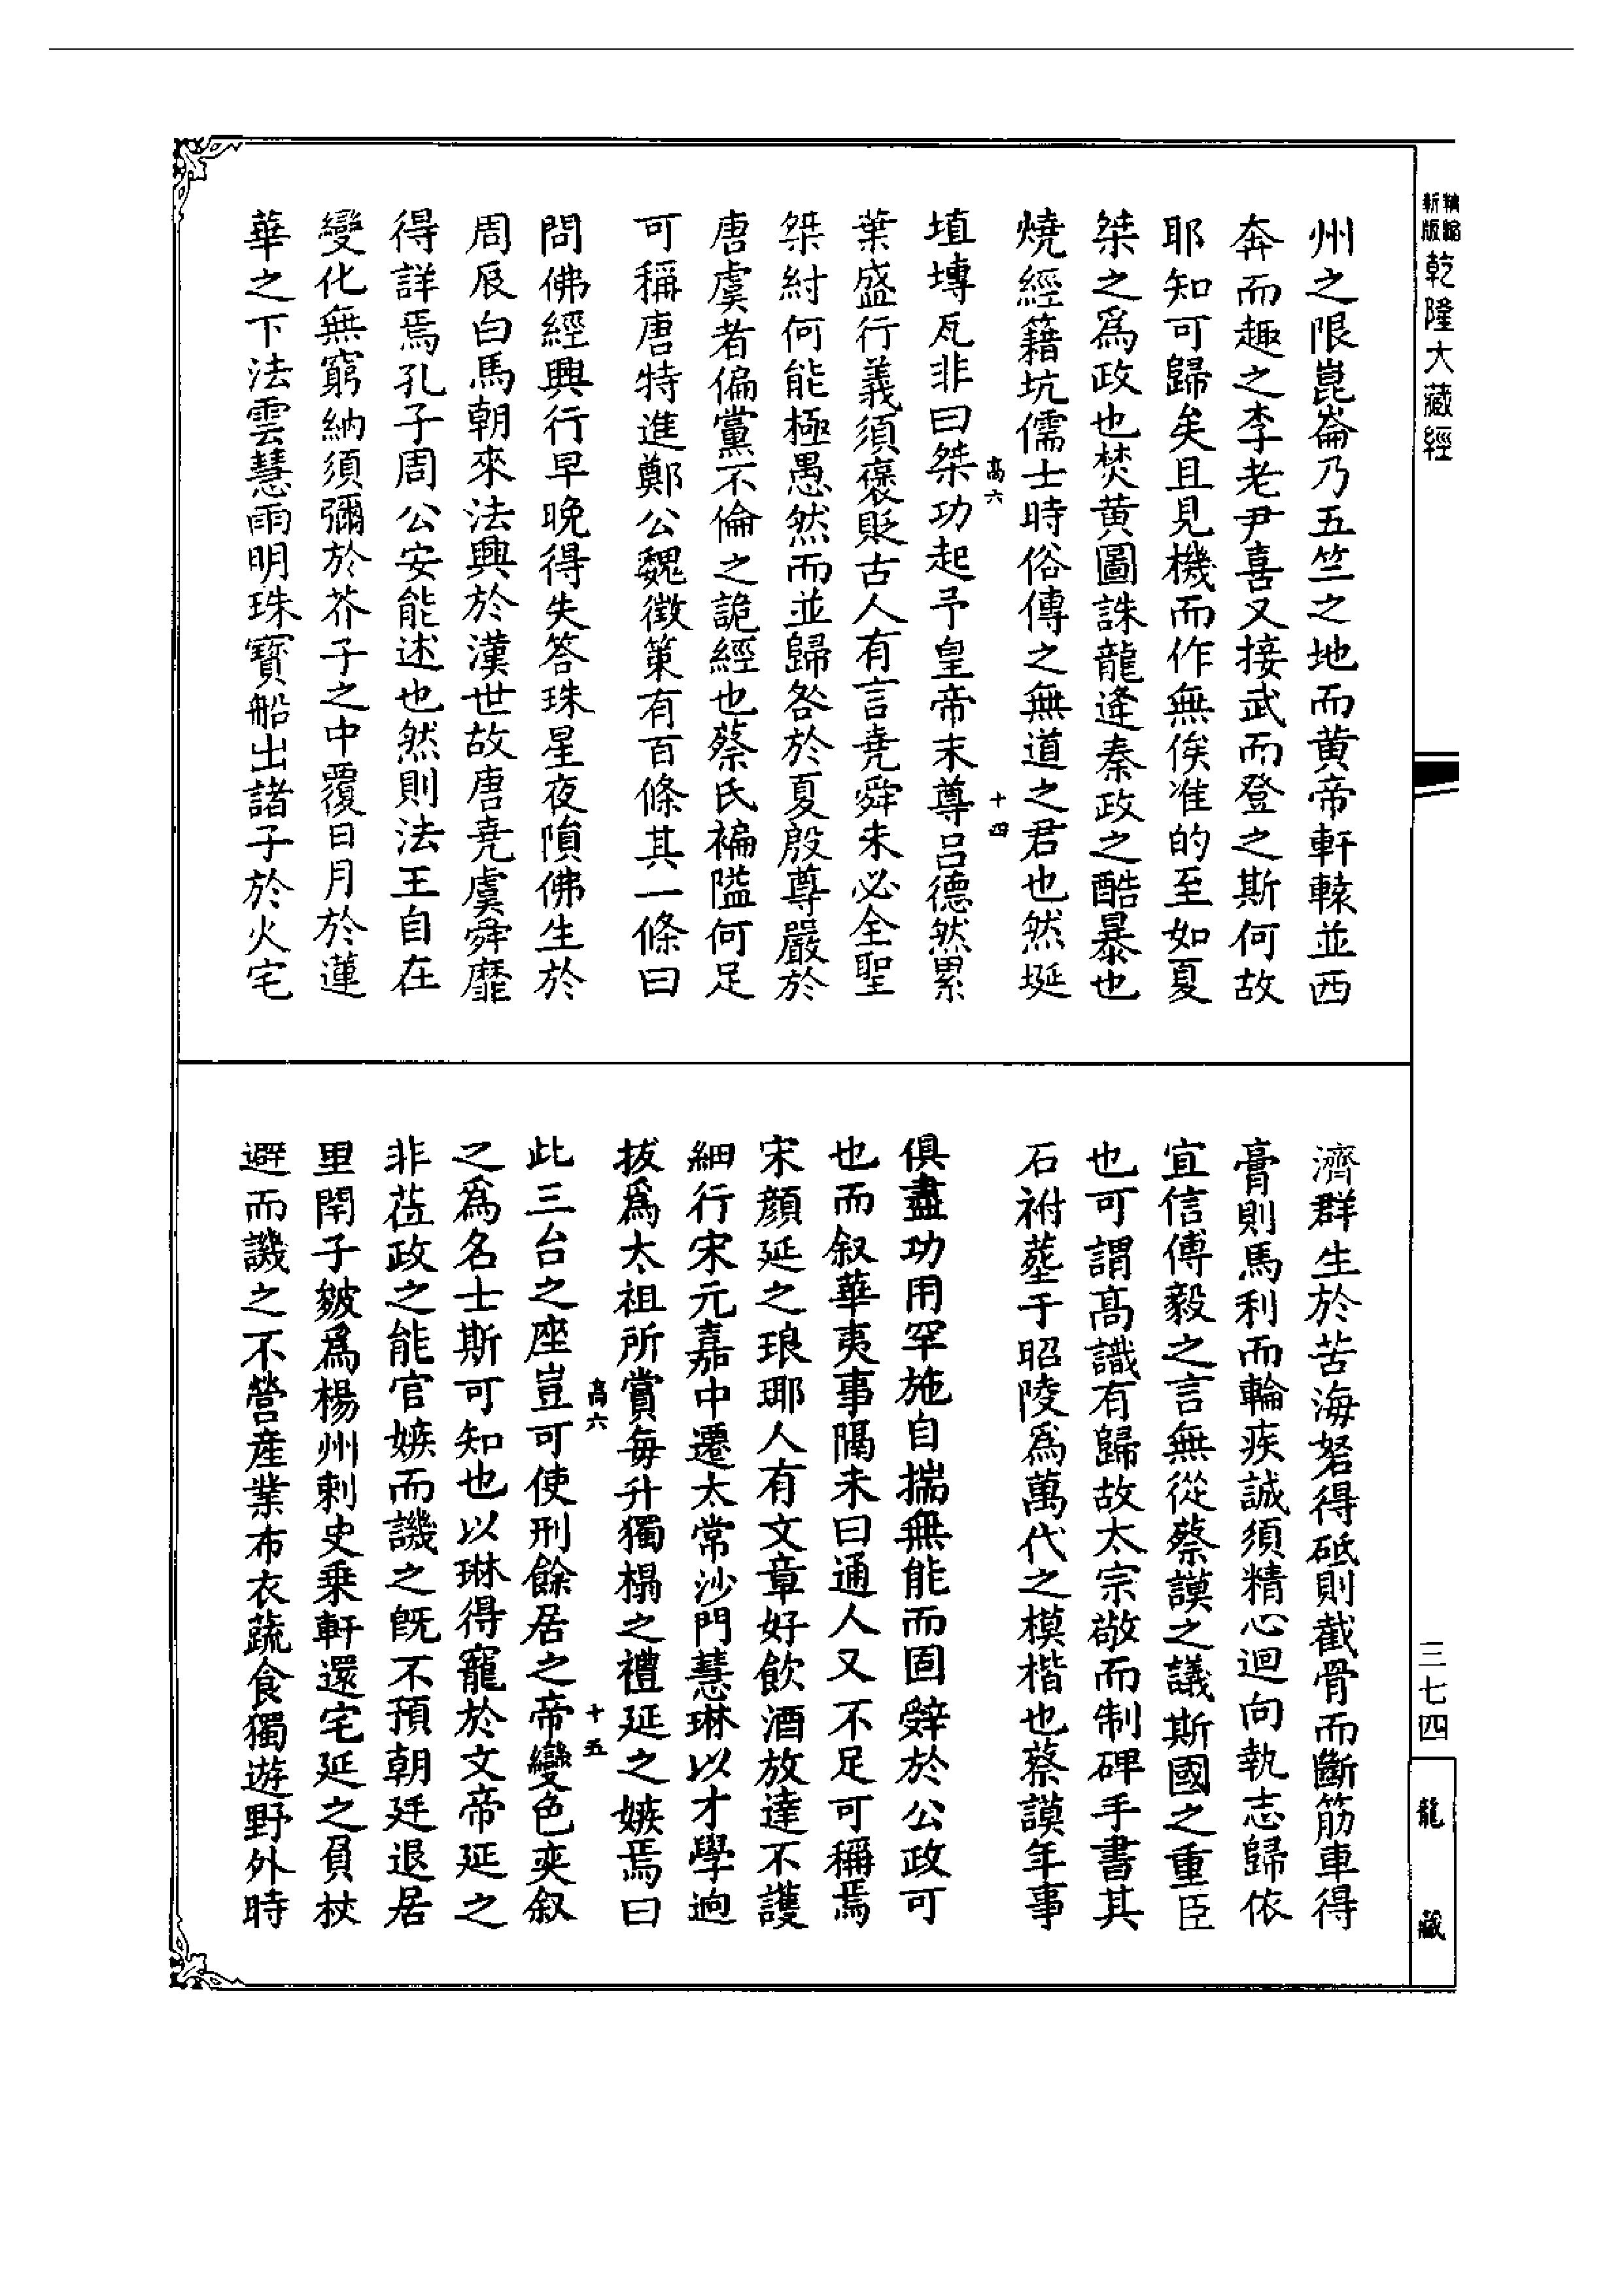 精縮
新版
乾隆大藏經
州之限崑崙乃五竺之地而黄帝軒轅並西
奔而趣之李老尹喜又接武而登之斯何故
耶知可歸矣且見機而作無俟准的至如夏
桀之爲政也焚黄圖誅龍逄秦政之酷暴也
燒經籍坑儒士時俗傳之無道之君也然埏
高六
十四
埴塼瓦非曰桀功起予皇帝末尊吕德然累
葉盛行義須褒貶古人有言堯舜未必全聖
桀紂何能極愚然而並歸咎於夏殷尊嚴於
唐虞者偏黨不倫之詭經也蔡氏褊隘何足
可稱唐特進鄭公魏徴策有百條其一條曰
問佛經興行早晚得失答珠星夜隕佛生於
周辰白馬朝來法興於漢世故唐堯虞舜靡
得詳焉孔子周公安能述也然則法王自在
變化無窮納須彌於芥子之中覆日月於蓮
華之下法雲慧雨明珠寳船出諸子於火宅
濟群生於苦海砮得砥則截骨而斷筋車得
膏則馬利而輪疾誠須精心迴向執志歸依
宜信傅毅之言無從蔡謨之議斯國之重臣
也可謂髙識有歸故太宗敬而制碑手書其
石祔塟于昭陵爲萬代之模楷也蔡謨年事
俱盡功用罕施自揣無能而固辤於公政可
也而叙華夷事隔未曰通人又不足可稱焉
宋顔延之琅瑘人有文章好飲酒放達不護
細行宋元嘉中遷太常沙門慧琳以才學逈
拔爲太祖所賞每升獨榻之禮延之嫉焉曰
高六
十五
此三台之座豈可使刑餘居之帝變色夾叙
之爲名士斯可知也以琳得寵於文帝延之
非莅政之能官嫉而譏之旣不預朝廷退居
里閈子皴爲楊州剌史乗軒還宅延之負杖
避而譏之不營産業布衣蔬食獨遊野外時
三七四
龍藏